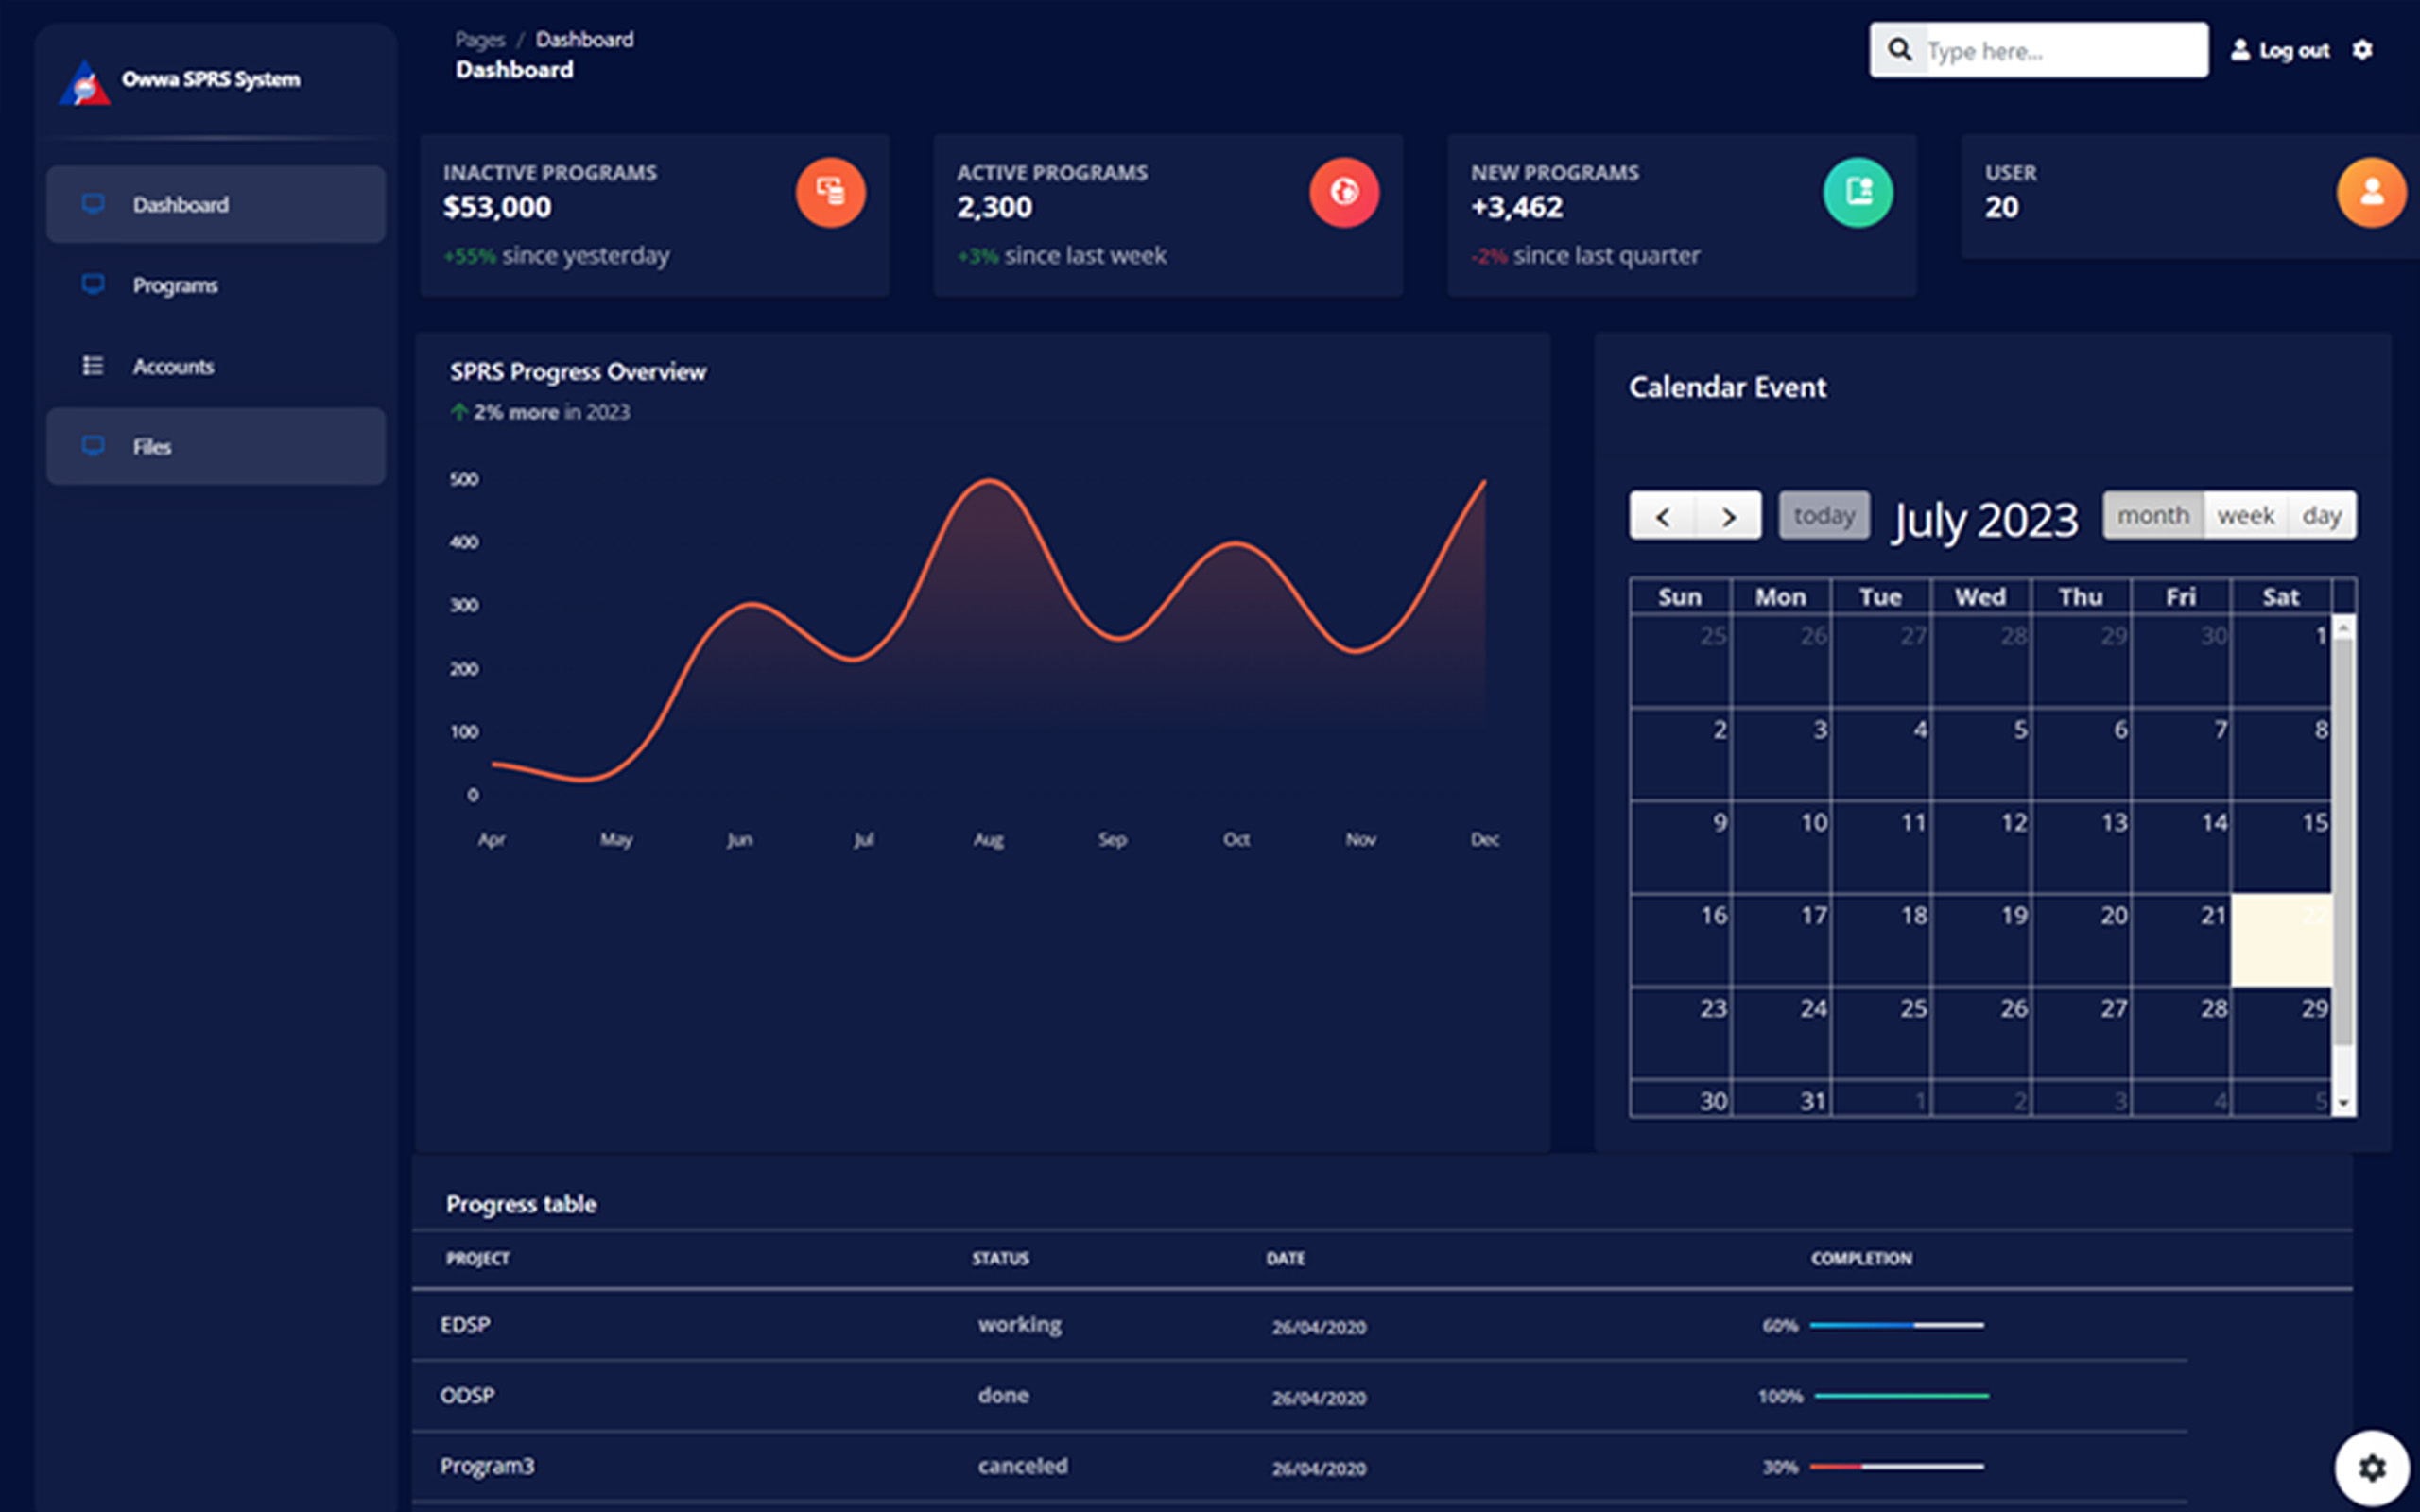 Owwa SPRS System
Dashboard
Programs
Accounts
Files
Pages / Dashboard
Dashboard
Type here...
Log out
INACTIVE PROGRAMS
$53,000
+55% since yesterday
ACTIVE PROGRAMS
2,300
+3% since last week
NEW PROGRAMS
+3,462
-2% since last quarter
USER
20
SPRS Progress Overview
2% more in 2023
500
400
300
200
100
0
Apr May Jun Jul Aug Sep Oct Nov Dec
Calendar Event
< > today July 2023 month week day
Sun Mon Tue Wed Thu Fri Sat
25 26 27 28 29 30 1
2 3 4 5 6 7 8
9 10 11 12 13 14 15
16 17 18 19 20 21 22
23 24 25 26 27 28 29
30 31 1 2 3 4 5
Progress table
PROJECT STATUS DATE COMPLETION
EDSP working 26/04/2020 60%
ODSP done 26/04/2020 100%
Program3 canceled 26/04/2020 30%